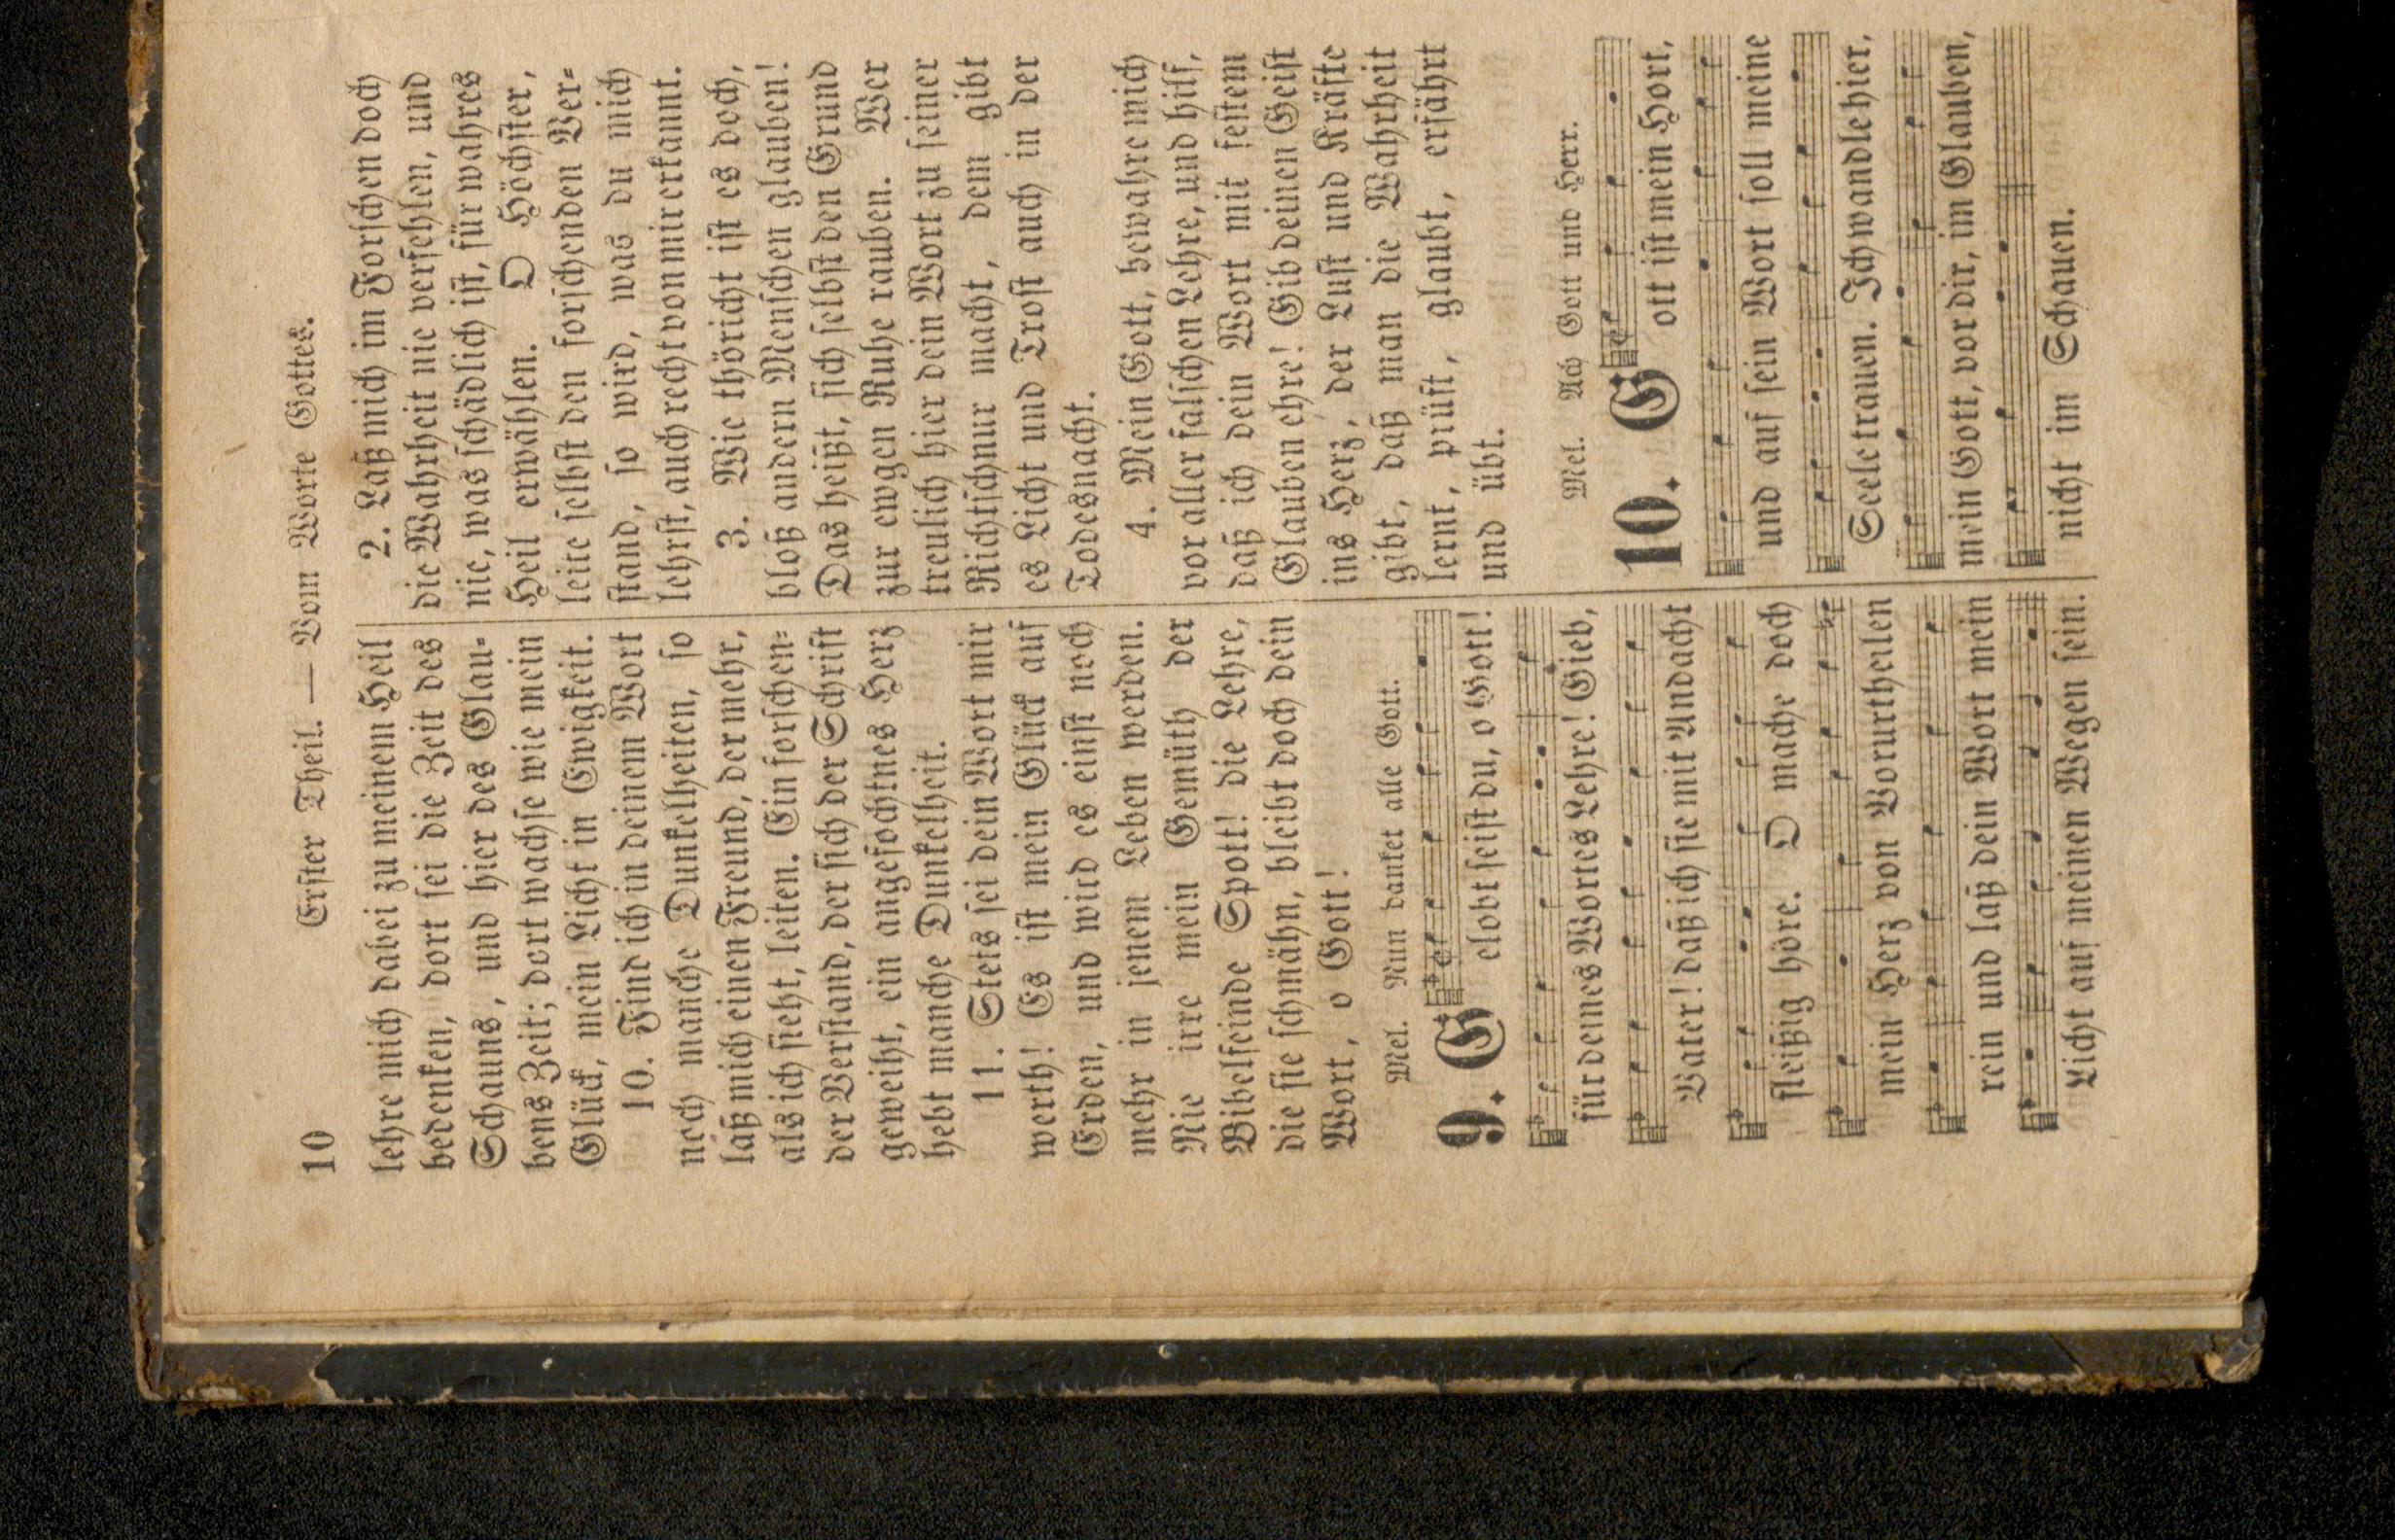 10
Erster Theil. — Vom Worte Gottes.
lehre mich dabei zu meinem Heil
bedenken, dort sei die Zeit des
Schauns, und hier des Glau-
bens Zeit; dort wachse wie mein
Glück, mein Licht in Ewigkeit.
10. Find ich in deinem Wort
noch manche Dunkelheiten, so
laß mich einen Freund, der mehr,
als ich sieht, leiten. Ein forschen-
der Verstand, der sich der Schrift
geweiht, ein angefochtnes Herz
hebt manche Dunkelheit.
11. Stets sei dein Wort mir
werth! Es ist mein Glück auf
Erden, und wird es einst noch
mehr in jenem Leben werden.
Nie irre mein Gemüth der
Bibelfeinde Spott! die Lehre,
die sie schmähn, bleibt doch dein
Wort, o Gott!
Mel. Nun danket alle Gott.
9. Gelobt seist du, o Gott!
für deines Wortes Lehre! Gieb,
Vater! daß ich sie mit Andacht
fleißig höre. O mache doch
mein Herz von Vorurtheilen
rein und laß dein Wort mein
Licht auf meinen Wegen sein.
2. Laß mich im Forschen doch
die Wahrheit nie verfehlen, und
nie, was schädlich ist, für wahres
Heil erwählen. O Höchster,
leite selbst den forschenden Ver-
stand, so wird, was du mich
lehrst, auch recht von mir erkannt.
3. Wie thöricht ist es doch,
bloß andern Menschen glauben!
Das heißt, sich selbst den Grund
zur ewgen Ruhe rauben. Wer
treulich hier dein Wort zu seiner
Richtschnur macht, dem gibt
es Licht und Trost auch in der
Todesnacht.
4. Mein Gott, bewahre mich
vor aller falschen Lehre, und hilf,
daß ich dein Wort mit festem
Glauben ehre! Gib deinen Geist
ins Herz, der Lust und Kräfte
gibt, daß man die Wahrheit
lernt, prüft, glaubt, erfährt
und übt.
Mel. Ach Gott und Herr.
10. Gott ist mein Hort,
und auf sein Wort soll meine
Seele trauen. Ich wandle hier,
mein Gott, vor dir, im Glauben,
nicht im Schauen.